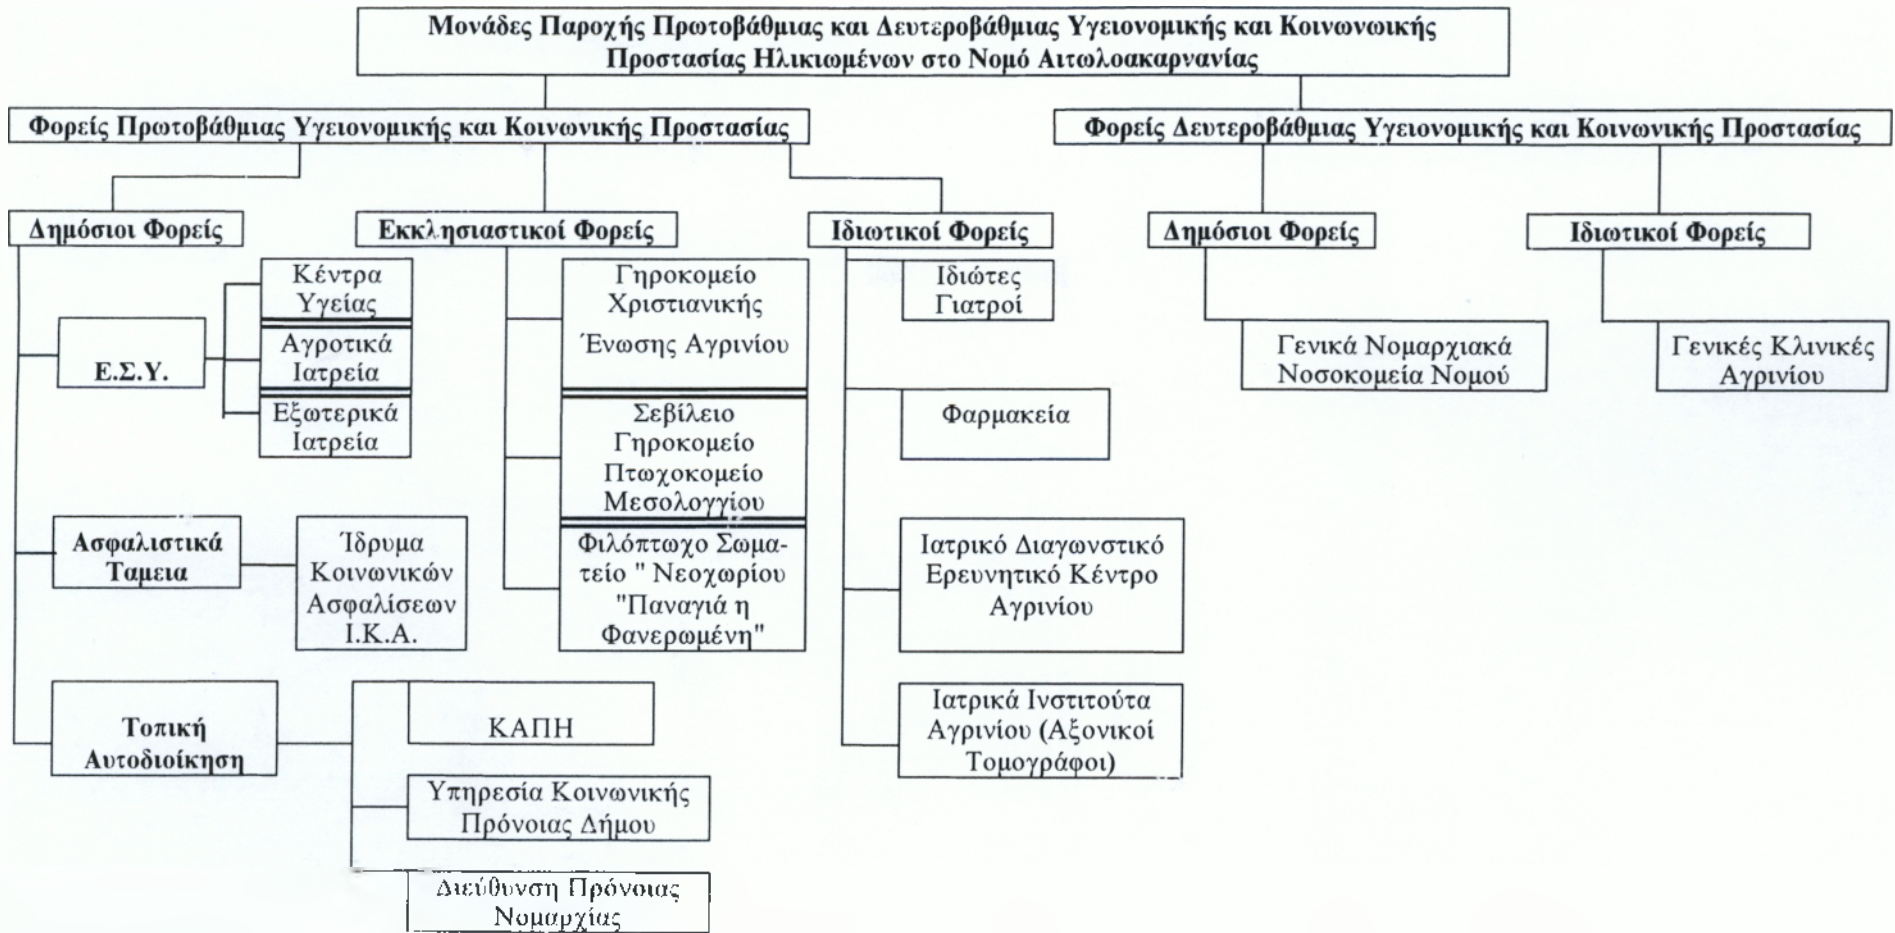 Μονάδες Παροχής Πρωτοβάθμιας και Δευτεροβάθμιας Υγειονομικής και Κοινωνωικής
Προστασίας Ηλικιωμένων στο Νομό Αιτωλοακαρνανίας
Φορείς Πρωτοβάθμιας Υγειονομικής και Κοινωνικής Προστασίας
Φορείς Δευτεροβάθμιας Υγειονομικής και Κοινωνικής Προστασίας
Δημόσιοι Φορείς
Εκκλησιαστικοί Φορείς
Ιδιωτικοί Φορείς
Δημόσιοι Φορείς
Ιδιωτικοί Φορείς
Ε.Σ.Υ.
Κέντρα
Υγείας
Αγροτικά
Ιατρεία
Εξωτερικά
Ιατρεία
Ασφαλιστικά
Ταμεια
Ίδρυμα
Κοινωνικών
Ασφαλίσεων
Ι.Κ.Α.
Τοπική
Αυτοδιοίκηση
ΚΑΠΗ
Υπηρεσία Κοινωνικής
Πρόνοιας Δήμου
Διεύθυνση Πρόνοιας
Νομαρχίας
Γηροκομείο
Χριστιανικής
Ένωσης Αγρινίου
Σεβίλειο
Γηροκομείο
Πτωχοκομείο
Μεσολογγίου
Φιλόπτωχο Σωμα-
τείο " Νεοχωρίου
"Παναγιά η
Φανερωμένη"
Ιδιώτες
Γιατροί
Φαρμακεία
Ιατρικό Διαγωνστικό
Ερευνητικό Κέντρο
Αγρινίου
Ιατρικά Ινστιτούτα
Αγρινίου (Αξονικοί
Τομογράφοι)
Γενικά Νομαρχιακά
Νοσοκομεία Νομού
Γενικές Κλινικές
Αγρινίου